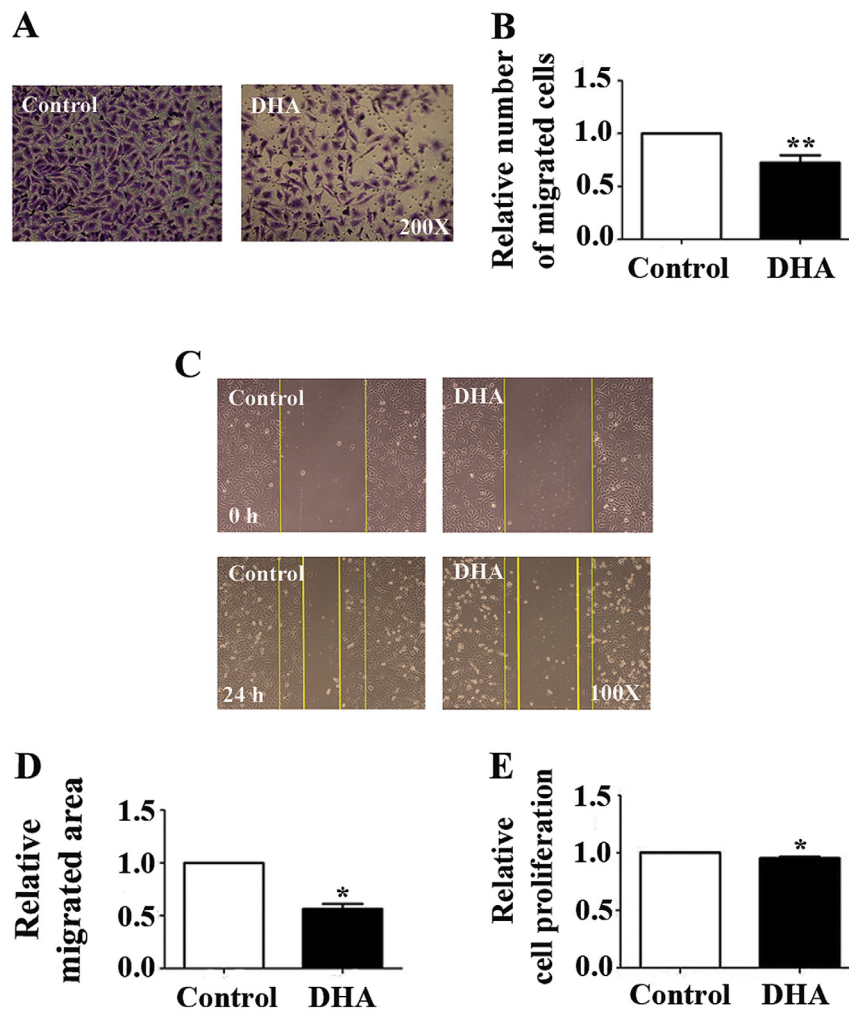 A
Control
DHA
200X
B
Relative number
of migrated cells
1.5
1.0
0.5
0.0
**
Control
DHA
C
Control
DHA
0 h
Control
DHA
24 h
100X
D
Relative
migrated area
1.5
1.0
0.5
0.0
*
Control
DHA
E
Relative
cell proliferation
1.5
1.0
0.5
0.0
*
Control
DHA